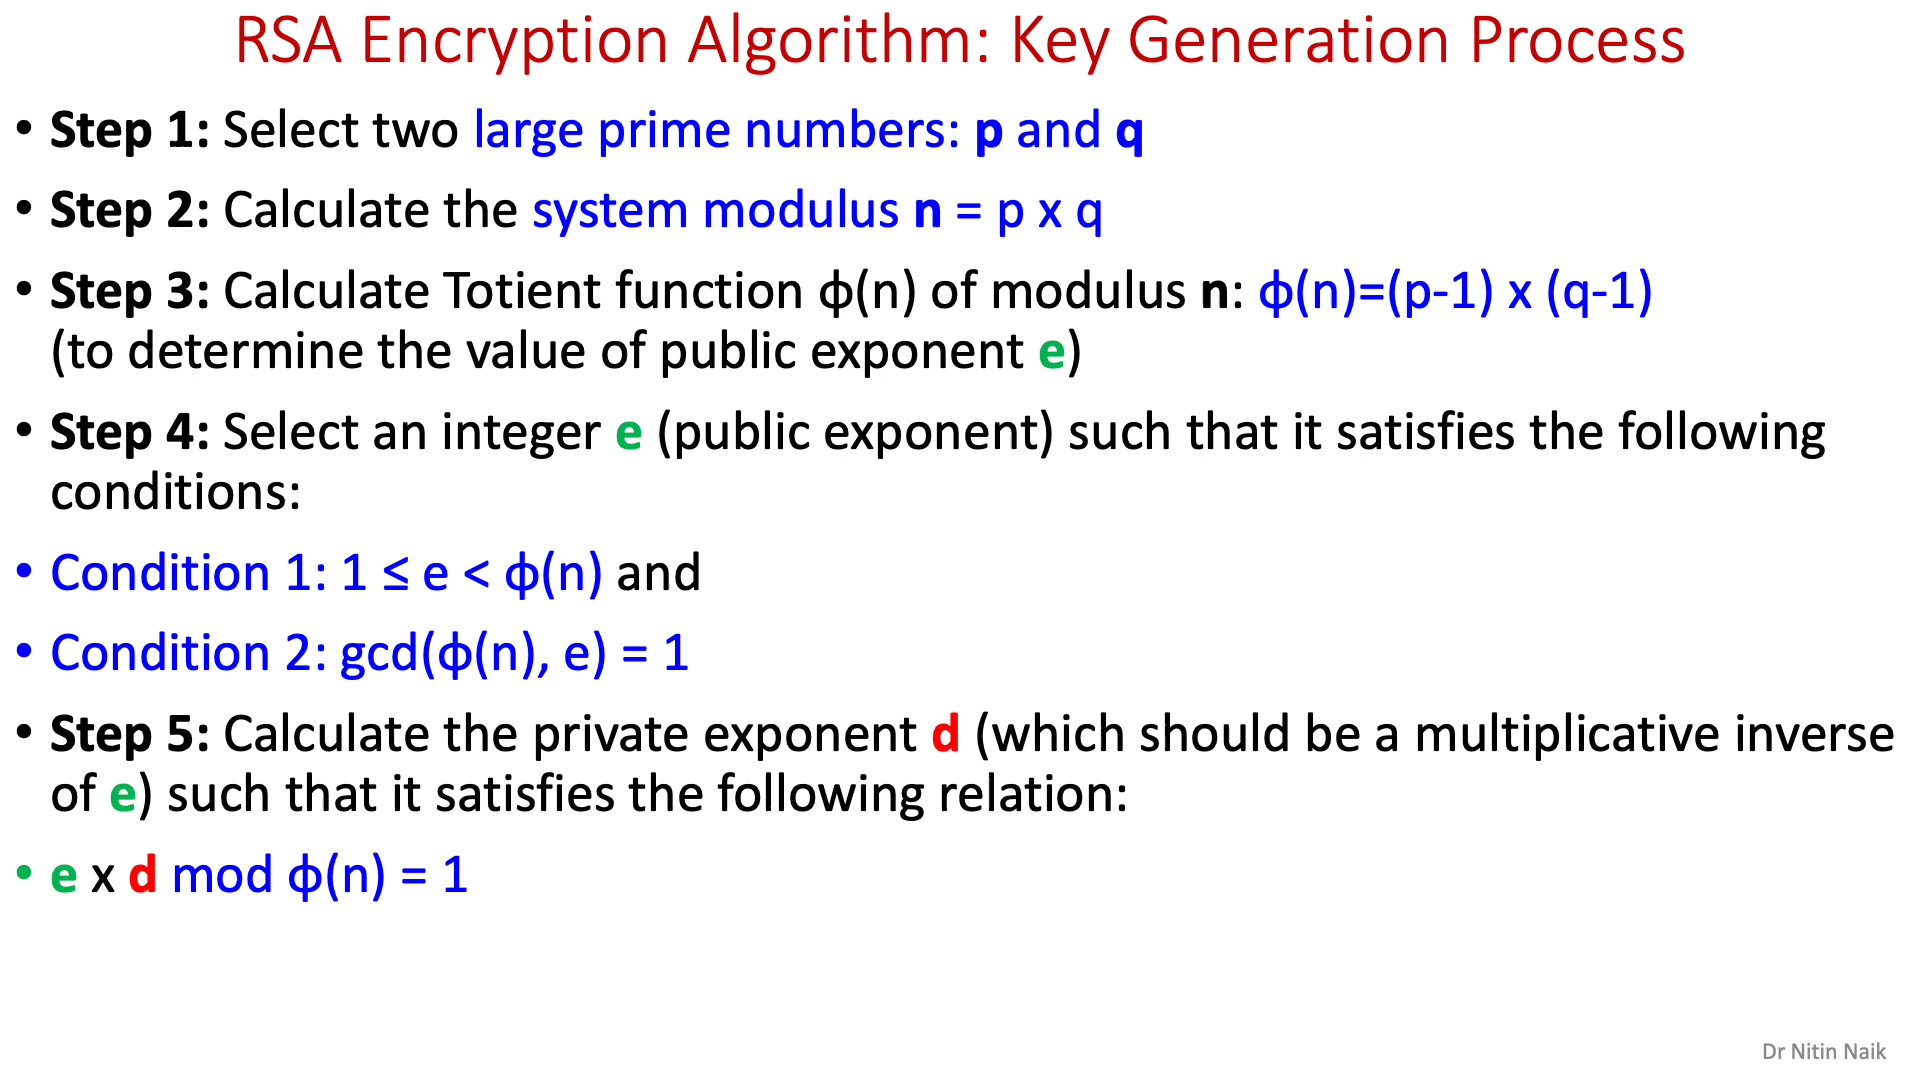 RSA Encryption Algorithm: Key Generation Process
• Step 1: Select two large prime numbers: p and q
• Step 2: Calculate the system modulus n = p x q
• Step 3: Calculate Totient function ϕ(n) of modulus n: ϕ(n)=(p-1) x (q-1)
(to determine the value of public exponent e)
• Step 4: Select an integer e (public exponent) such that it satisfies the following
conditions:
• Condition 1: 1 ≤ e < ϕ(n) and
• Condition 2: gcd(ϕ(n), e) = 1
• Step 5: Calculate the private exponent d (which should be a multiplicative inverse
of e) such that it satisfies the following relation:
• e x d mod ϕ(n) = 1
Dr Nitin Naik